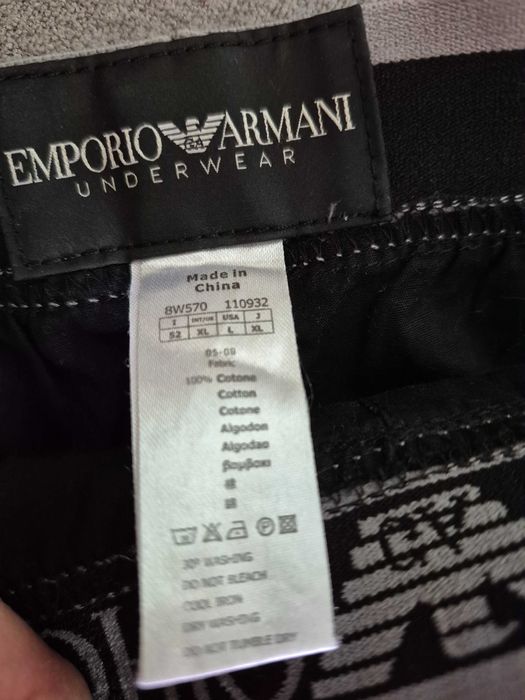 EMPORIO ARMANI
UNDERWEAR
Made in
China
8W570 110932
I INT/UK USA J
52 XL L XL
05-09
Fabric
100% Cotone
Cotton
Cotone
Algodon
Algodao
βαμβακι
綿
30° WASHING
DO NOT BLEACH
COOL IRON
DRY WASHING
DO NOT TUMBLE DRY